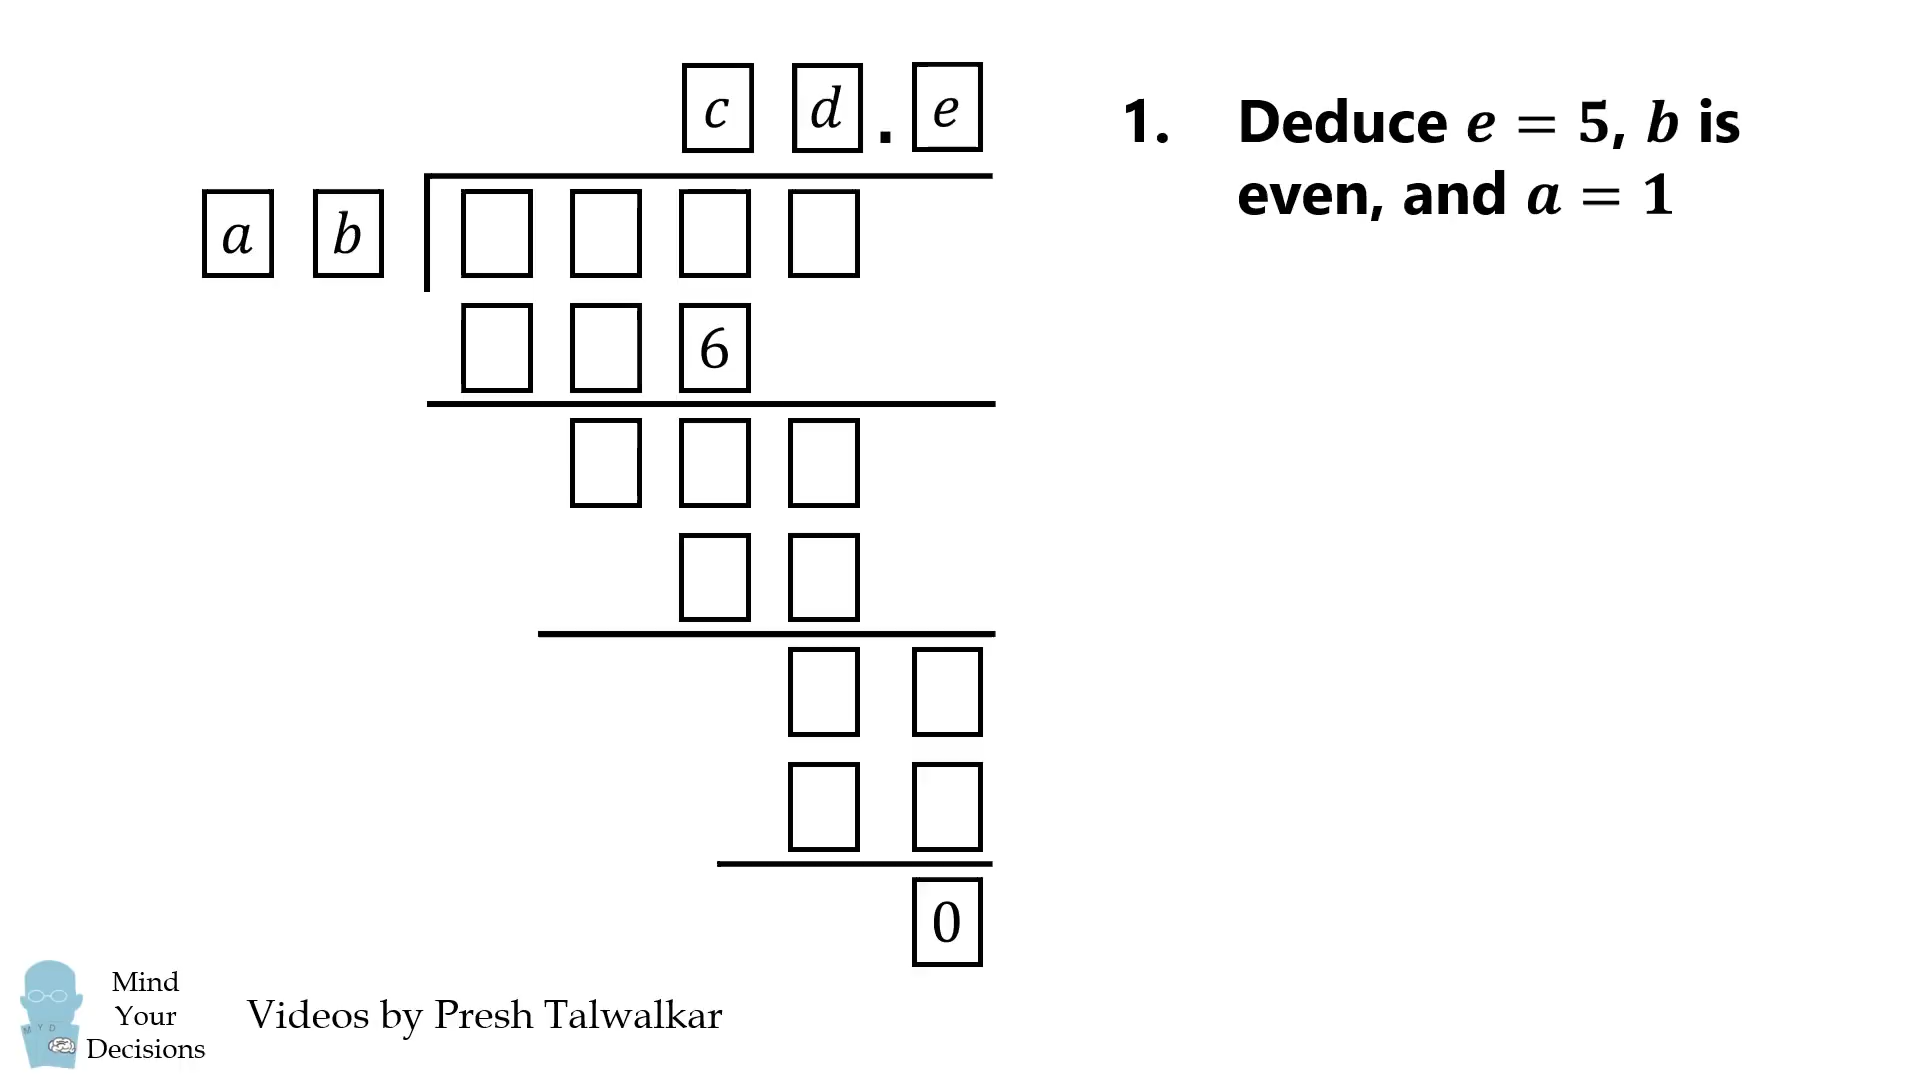 c d . e
a b
6
0
1. Deduce e = 5, b is
even, and a = 1
Mind
Your
Decisions
M Y D
Videos by Presh Talwalkar